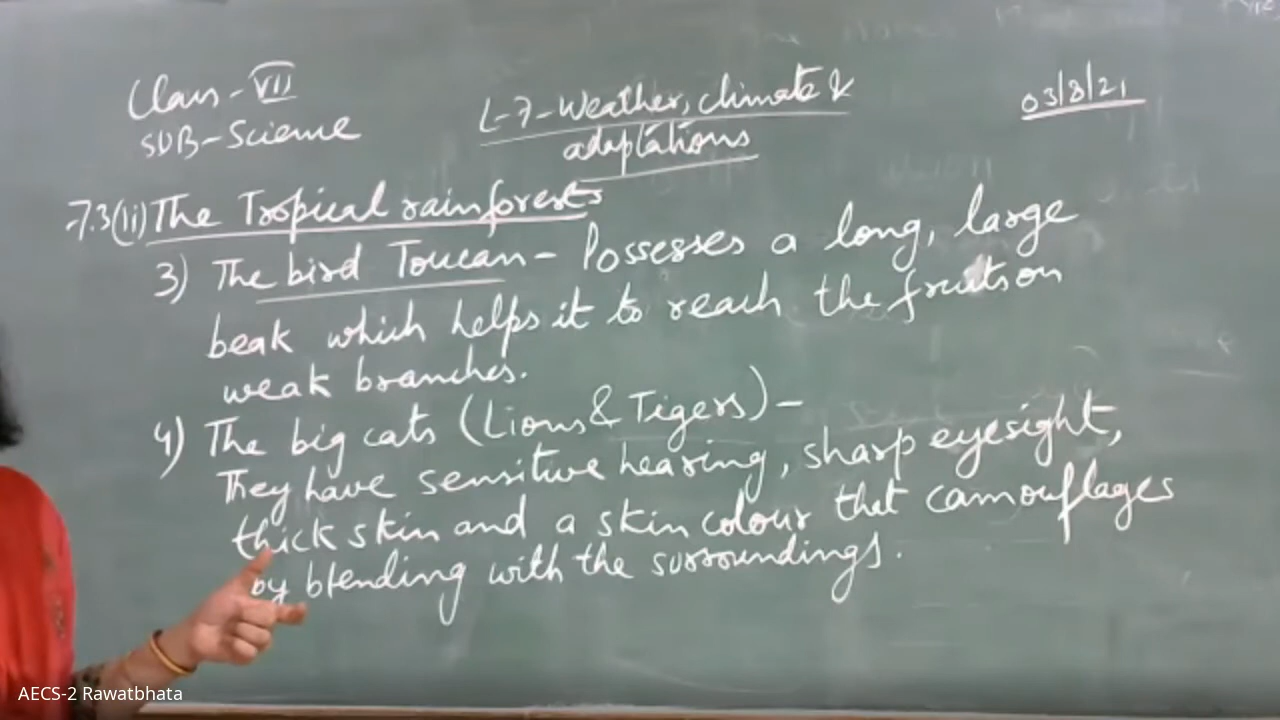 Class - VII
SUB - Science
L-7 - Weather, climate &
adaptations
03/8/21
7.3(ii) The Tropical rainforests
3) The bird Toucan - Possesses a long, large
beak which helps it to reach the fruits on
weak branches.
4) The big cats (Lions & Tigers) -
They have sensitive hearing, sharp eyesight,
thick skin and a skin colour that camouflages
by blending with the surroundings.
AECS-2 Rawatbhata